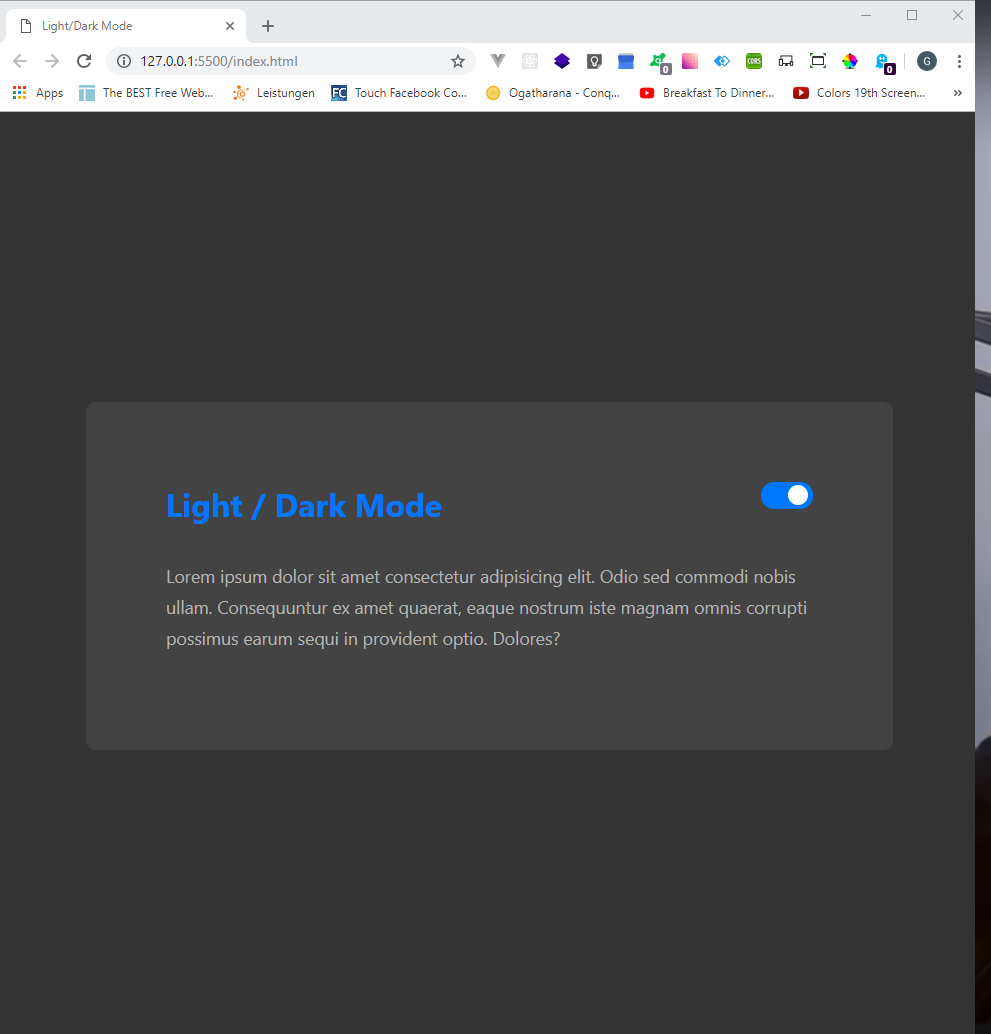 Light/Dark Mode
127.0.0.1:5500/index.html
0
0
G
CORS
Apps
The BEST Free Web...
Leistungen
FC
Touch Facebook Co...
Ogatharana - Conq...
Breakfast To Dinner...
Colors 19th Screen...
Light / Dark Mode
Lorem ipsum dolor sit amet consectetur adipisicing elit. Odio sed commodi nobis
ullam. Consequuntur ex amet quaerat, eaque nostrum iste magnam omnis corrupti
possimus earum sequi in provident optio. Dolores?